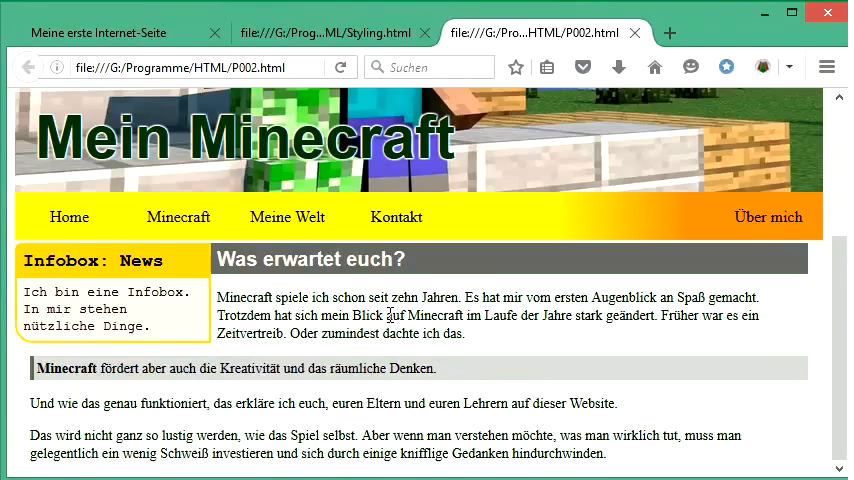 Meine erste Internet-Seite
file:///G:/Prog...ML/Styling.html
file:///G:/Pro...HTML/P002.html
file:///G:/Programme/HTML/P002.html
Suchen
Mein Minecraft
Home
Minecraft
Meine Welt
Kontakt
Über mich
Infobox: News
Ich bin eine Infobox.
In mir stehen
nützliche Dinge.
Was erwartet euch?
Minecraft spiele ich schon seit zehn Jahren. Es hat mir vom ersten Augenblick an Spaß gemacht.
Trotzdem hat sich mein Blick auf Minecraft im Laufe der Jahre stark geändert. Früher war es ein
Zeitvertreib. Oder zumindest dachte ich das.
Minecraft fördert aber auch die Kreativität und das räumliche Denken.
Und wie das genau funktioniert, das erkläre ich euch, euren Eltern und euren Lehrern auf dieser Website.
Das wird nicht ganz so lustig werden, wie das Spiel selbst. Aber wenn man verstehen möchte, was man wirklich tut, muss man
gelegentlich ein wenig Schweiß investieren und sich durch einige knifflige Gedanken hindurchwinden.